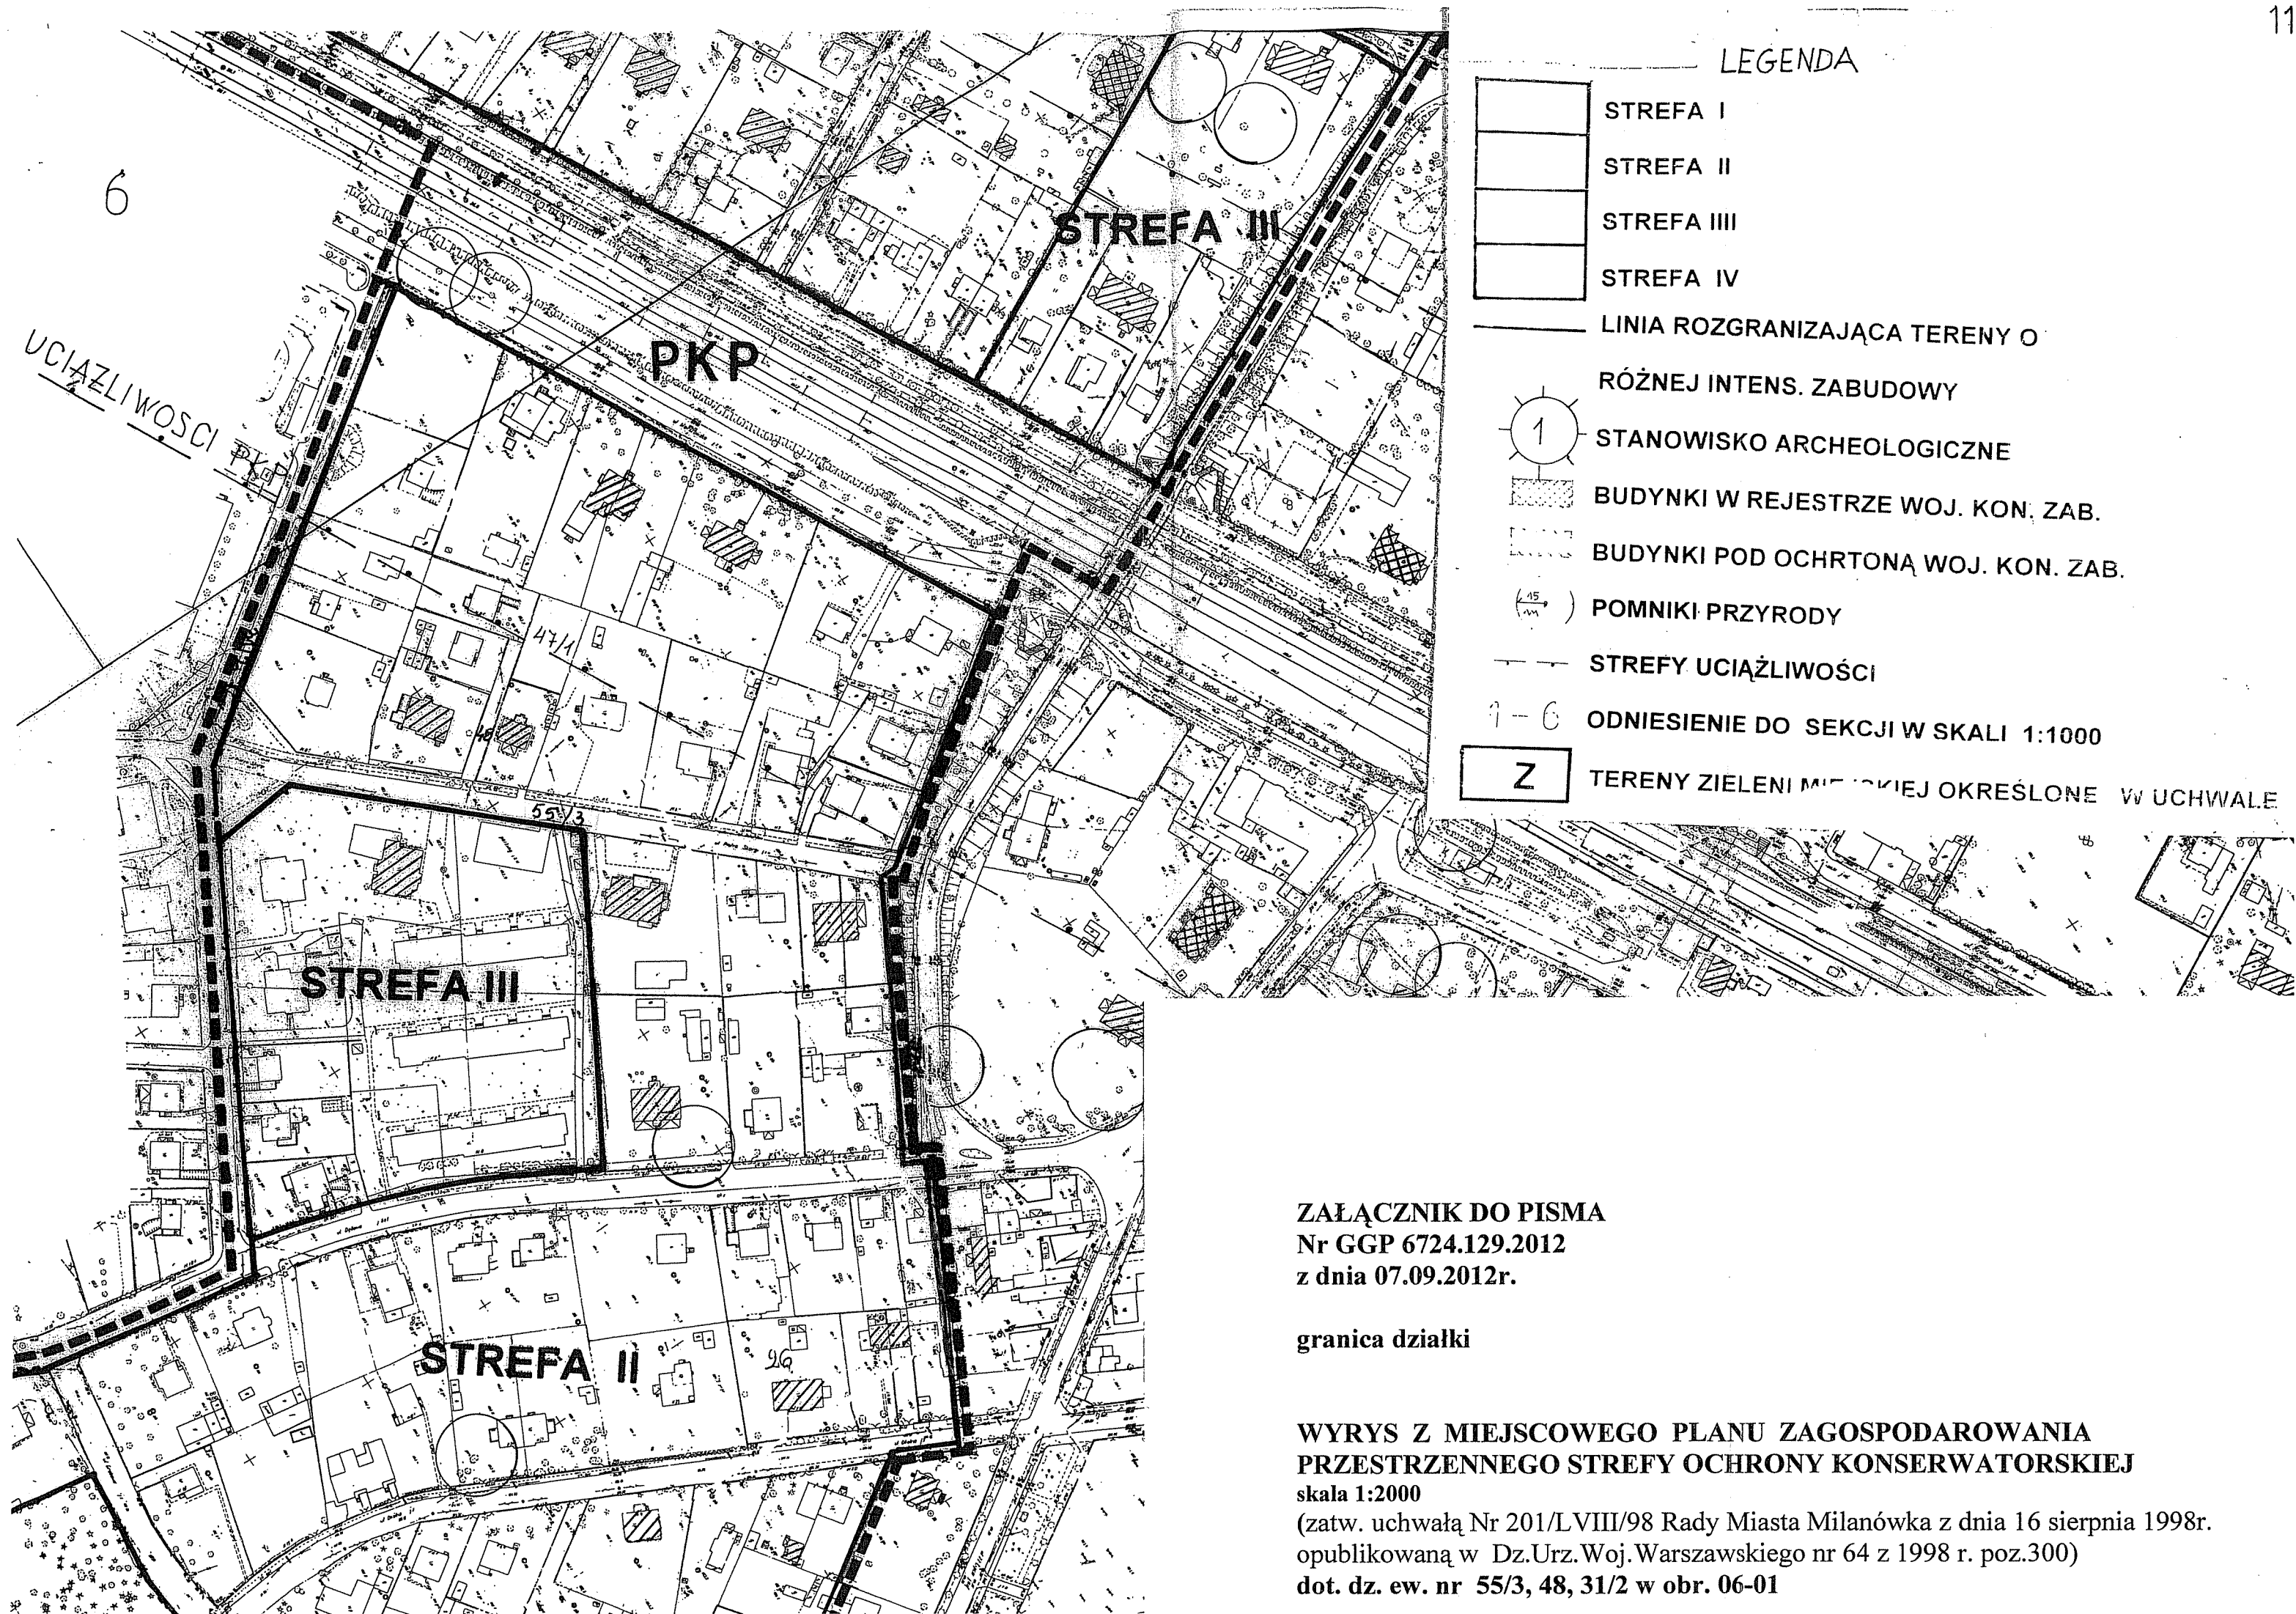 11
LEGENDA
STREFA I
STREFA II
STREFA IIII
STREFA IV
LINIA ROZGRANIZAJĄCA TERENY O
RÓŻNEJ INTENS. ZABUDOWY
1 STANOWISKO ARCHEOLOGICZNE
BUDYNKI W REJESTRZE WOJ. KON. ZAB.
BUDYNKI POD OCHRTONĄ WOJ. KON. ZAB.
POMNIKI PRZYRODY
STREFY UCIĄŻLIWOŚCI
1 - 6 ODNIESIENIE DO SEKCJI W SKALI 1:1000
Z TERENY ZIELENI OKREŚLONE W UCHWALE
6
UCIĄŻLIWOSCI PKP
STREFA III
PKP
47/1
48
55/3
STREFA III
STREFA II
26
ZAŁĄCZNIK DO PISMA
Nr GGP 6724.129.2012
z dnia 07.09.2012r.
granica działki
WYRYS Z MIEJSCOWEGO PLANU ZAGOSPODAROWANIA
PRZESTRZENNEGO STREFY OCHRONY KONSERWATORSKIEJ
skala 1:2000
(zatw. uchwałą Nr 201/LVIII/98 Rady Miasta Milanówka z dnia 16 sierpnia 1998r.
opublikowaną w Dz.Urz.Woj.Warszawskiego nr 64 z 1998 r. poz.300)
dot. dz. ew. nr 55/3, 48, 31/2 w obr. 06-01